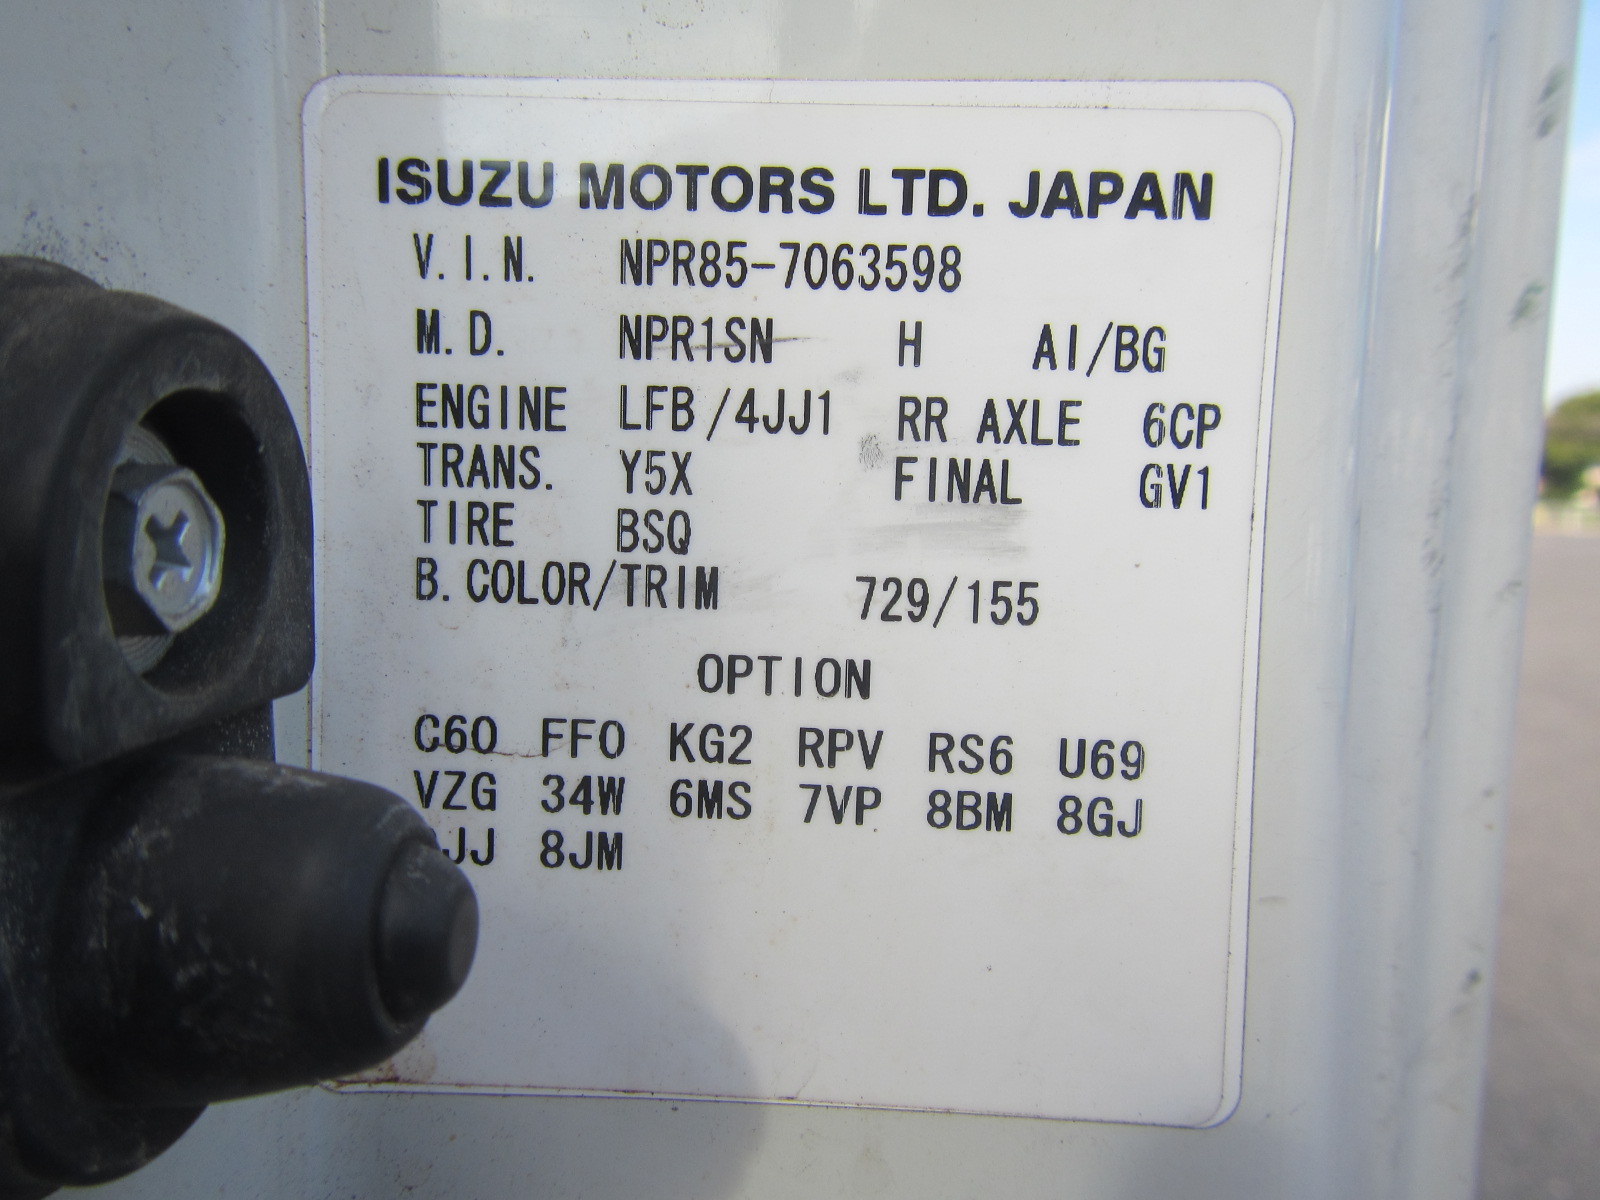 ISUZU MOTORS LTD. JAPAN
V.I.N. NPR85-7063598
M.D. NPR1SN H AI/BG
ENGINE LFB/4JJ1 RR AXLE 6CP
TRANS. Y5X FINAL GV1
TIRE BSQ
B.COLOR/TRIM 729/155
OPTION
C60 FF0 KG2 RPV RS6 U69
VZG 34W 6MS 7VP 8BM 8GJ
JJ 8JM